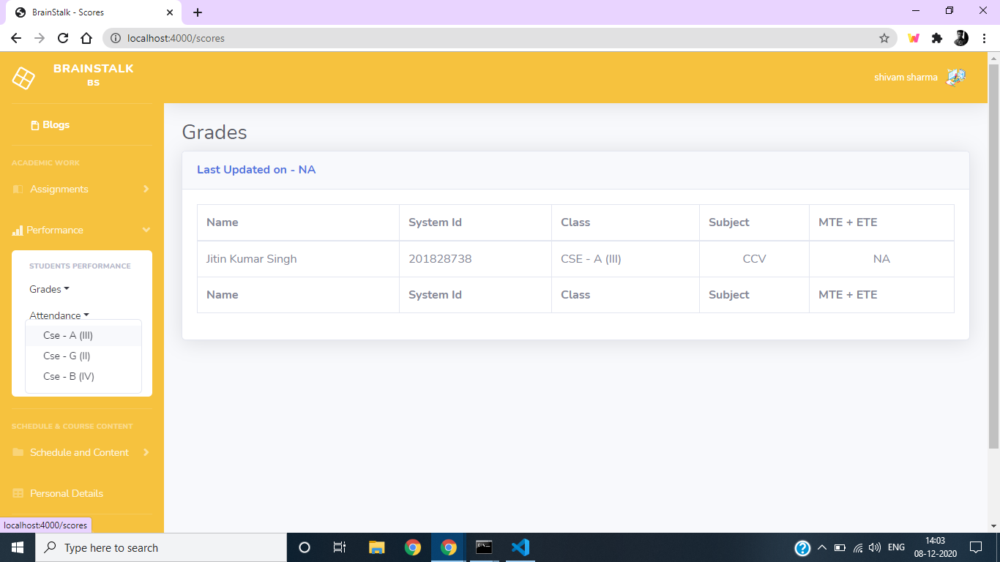 BrainStalk - Scores
localhost:4000/scores
BRAINSTALK
BS
shivam sharma
Blogs
ACADEMIC WORK
Assignments
Performance
STUDENTS PERFORMANCE
Grades
Attendance
Cse - A (III)
Cse - G (II)
Cse - B (IV)
SCHEDULE & COURSE CONTENT
Schedule and Content
Personal Details
Grades
Last Updated on - NA
Name System Id Class Subject MTE + ETE
Jitin Kumar Singh 201828738 CSE - A (III) CCV NA
Name System Id Class Subject MTE + ETE
localhost:4000/scores
Type here to search
ENG
14:03
08-12-2020